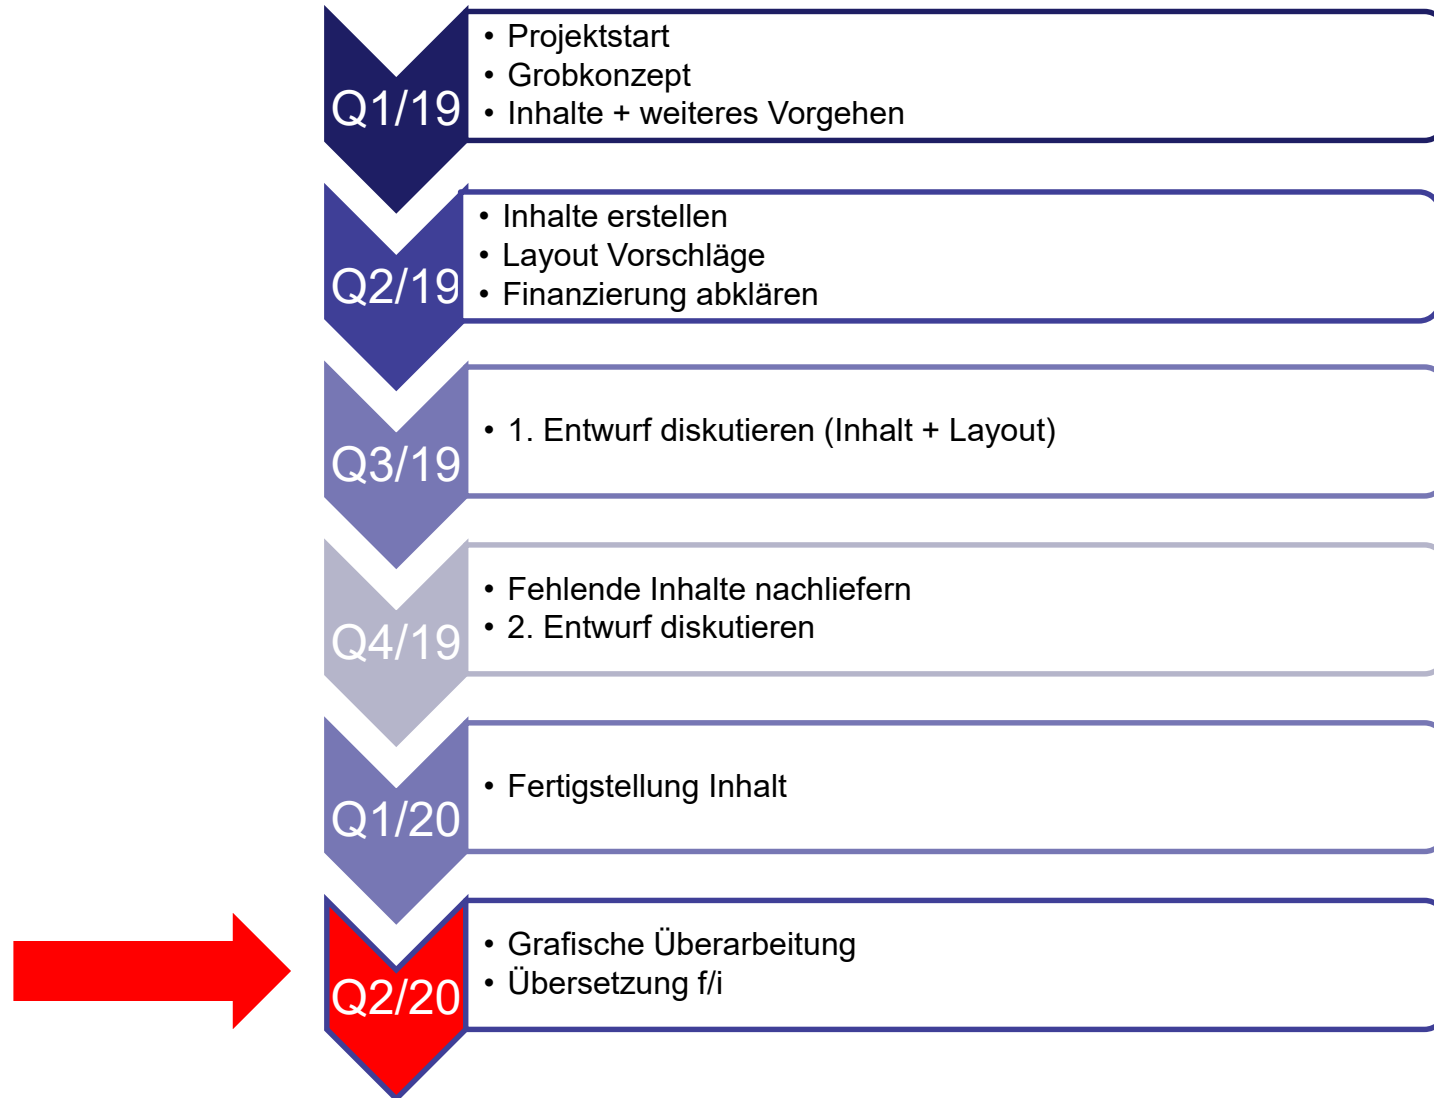 Q1/19
• Projektstart
• Grobkonzept
• Inhalte + weiteres Vorgehen
Q2/19
• Inhalte erstellen
• Layout Vorschläge
• Finanzierung abklären
Q3/19
• 1. Entwurf diskutieren (Inhalt + Layout)
Q4/19
• Fehlende Inhalte nachliefern
• 2. Entwurf diskutieren
Q1/20
• Fertigstellung Inhalt
Q2/20
• Grafische Überarbeitung
• Übersetzung f/i